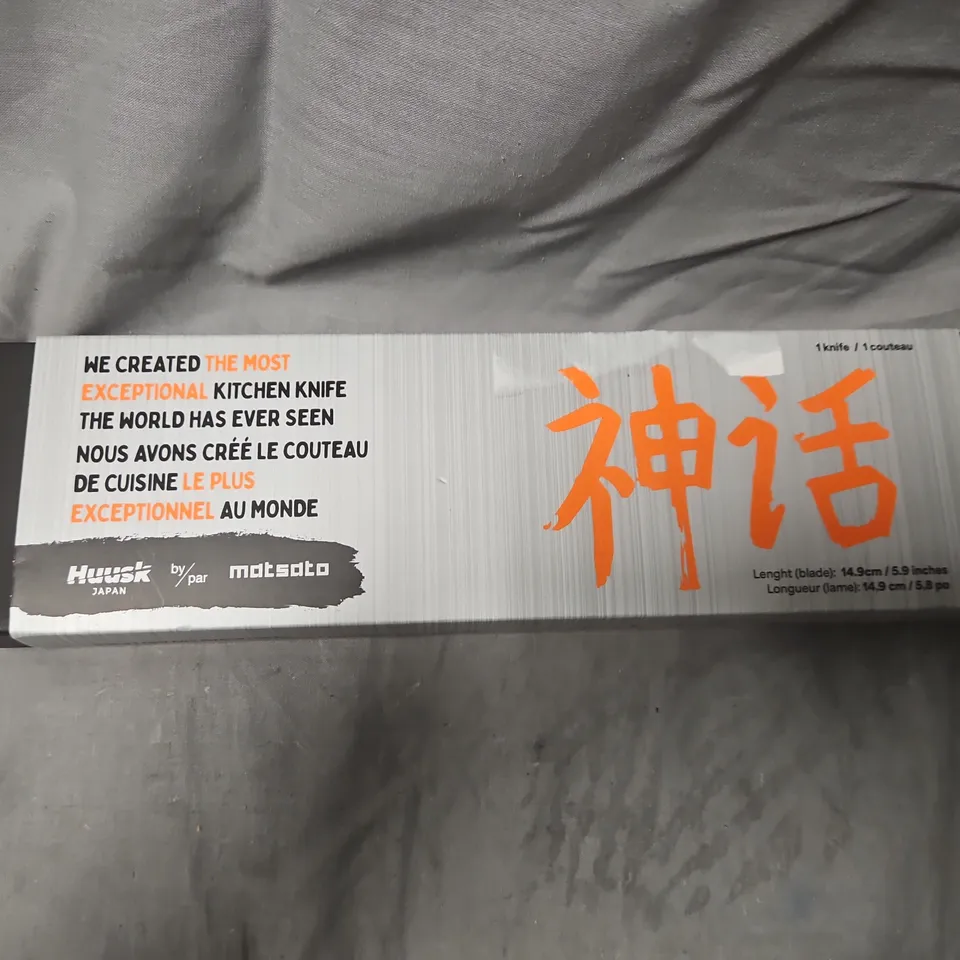 WE CREATED THE MOST
EXCEPTIONAL KITCHEN KNIFE
THE WORLD HAS EVER SEEN
NOUS AVONS CRÉÉ LE COUTEAU
DE CUISINE LE PLUS
EXCEPTIONNEL AU MONDE
Huusk JAPAN by/par matsato
1 knife / 1 couteau
神话
Lenght (blade): 14.9cm / 5.9 inches
Longueur (lame): 14.9 cm / 5.8 po